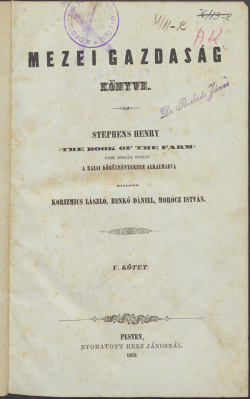 MEZEI GAZDASÁG
KÖNYVE.
STEPHENS HENRY
"THE BOOK OF THE FARM"
A HAZAI KÖRÜLMÉNYEKHEZ ALKALMAZVA
KIADJÁK
KORIZMICS LÁSZLÓ, BENKŐ DÁNIEL, MOROCZ ISTVÁN.
V. KÖTET.
PESTEN,
NYOMATOTT HERZ JÁNOSNÁL.